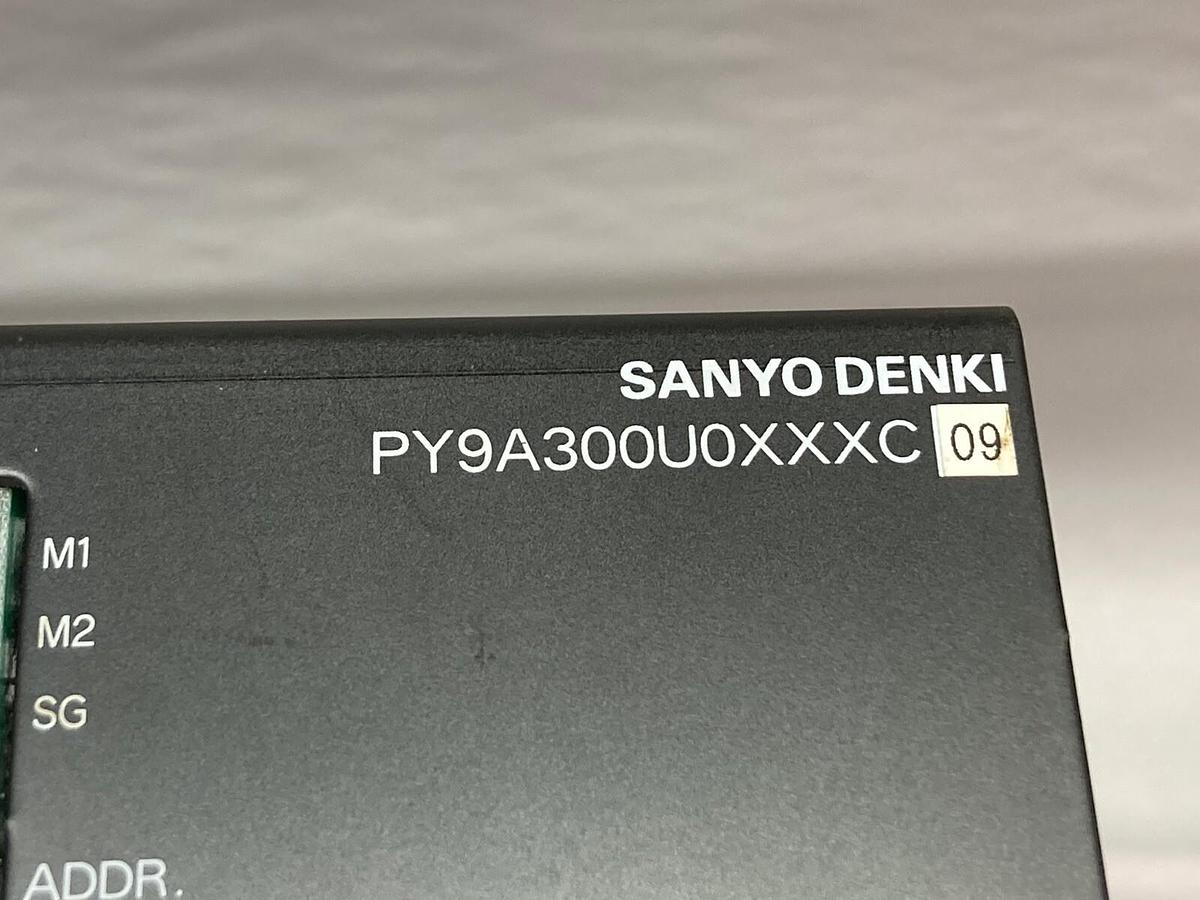 SANYO DENKI
PY9A300U0XXXC 09
M1
M2
SG
ADDR.